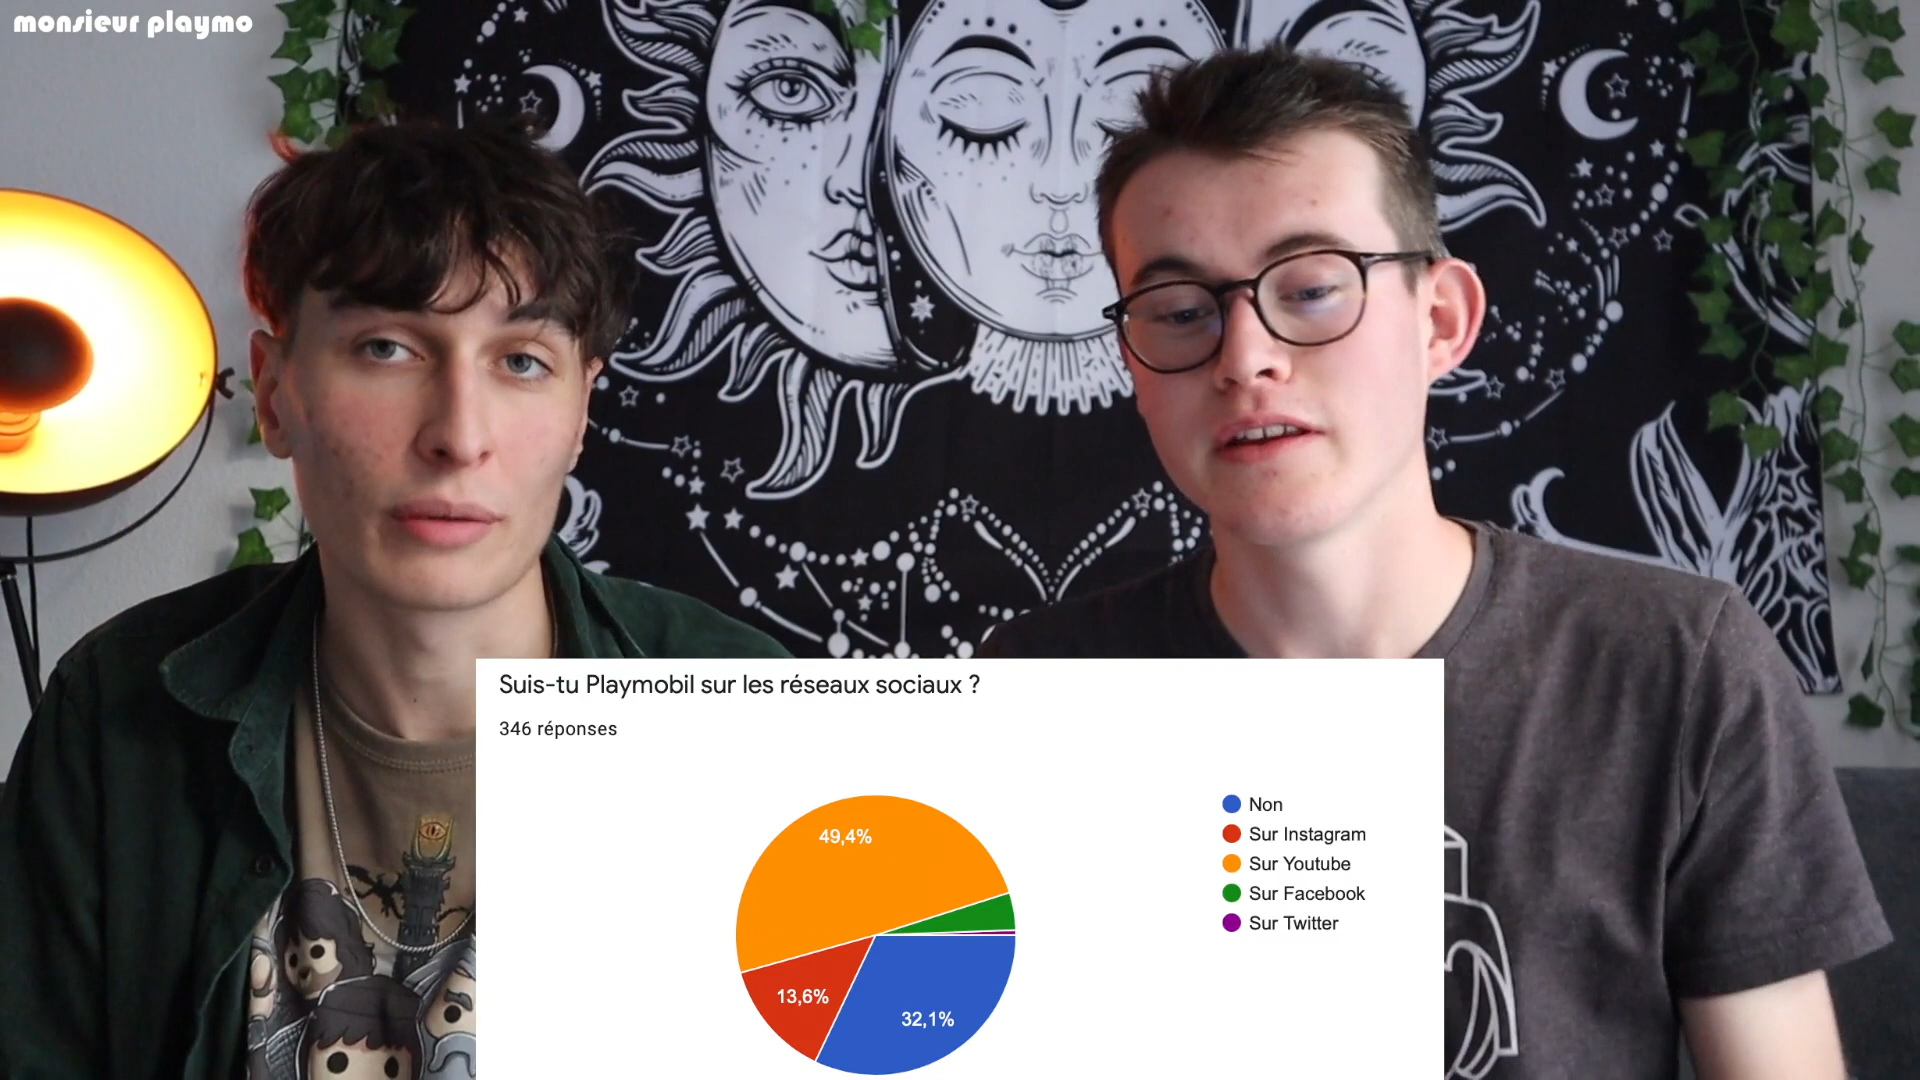 monsieur playmo
Suis-tu Playmobil sur les réseaux sociaux ?
346 réponses
49,4%
13,6%
32,1%
Non
Sur Instagram
Sur Youtube
Sur Facebook
Sur Twitter